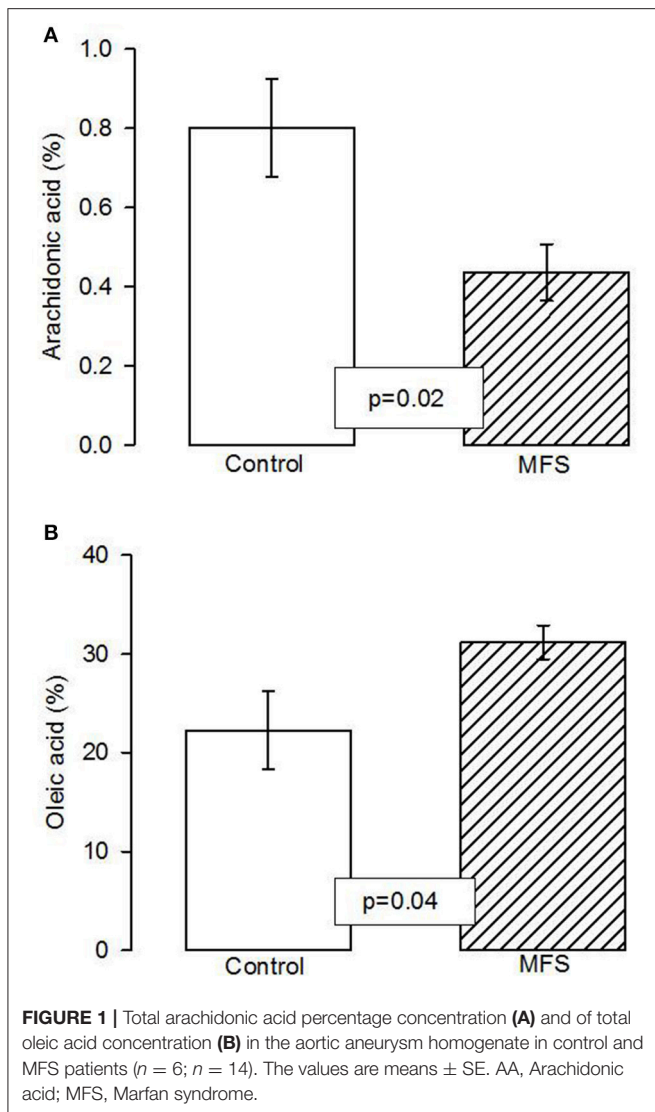 A
1.0
0.8
0.6
0.4
0.2
0.0
Arachidonic acid (%)
p=0.02
Control MFS
B
40
30
20
10
0
Oleic acid (%)
p=0.04
Control MFS
FIGURE 1 | Total arachidonic acid percentage concentration (A) and of total
oleic acid concentration (B) in the aortic aneurysm homogenate in control and
MFS patients (n = 6; n = 14). The values are means ± SE. AA, Arachidonic
acid; MFS, Marfan syndrome.